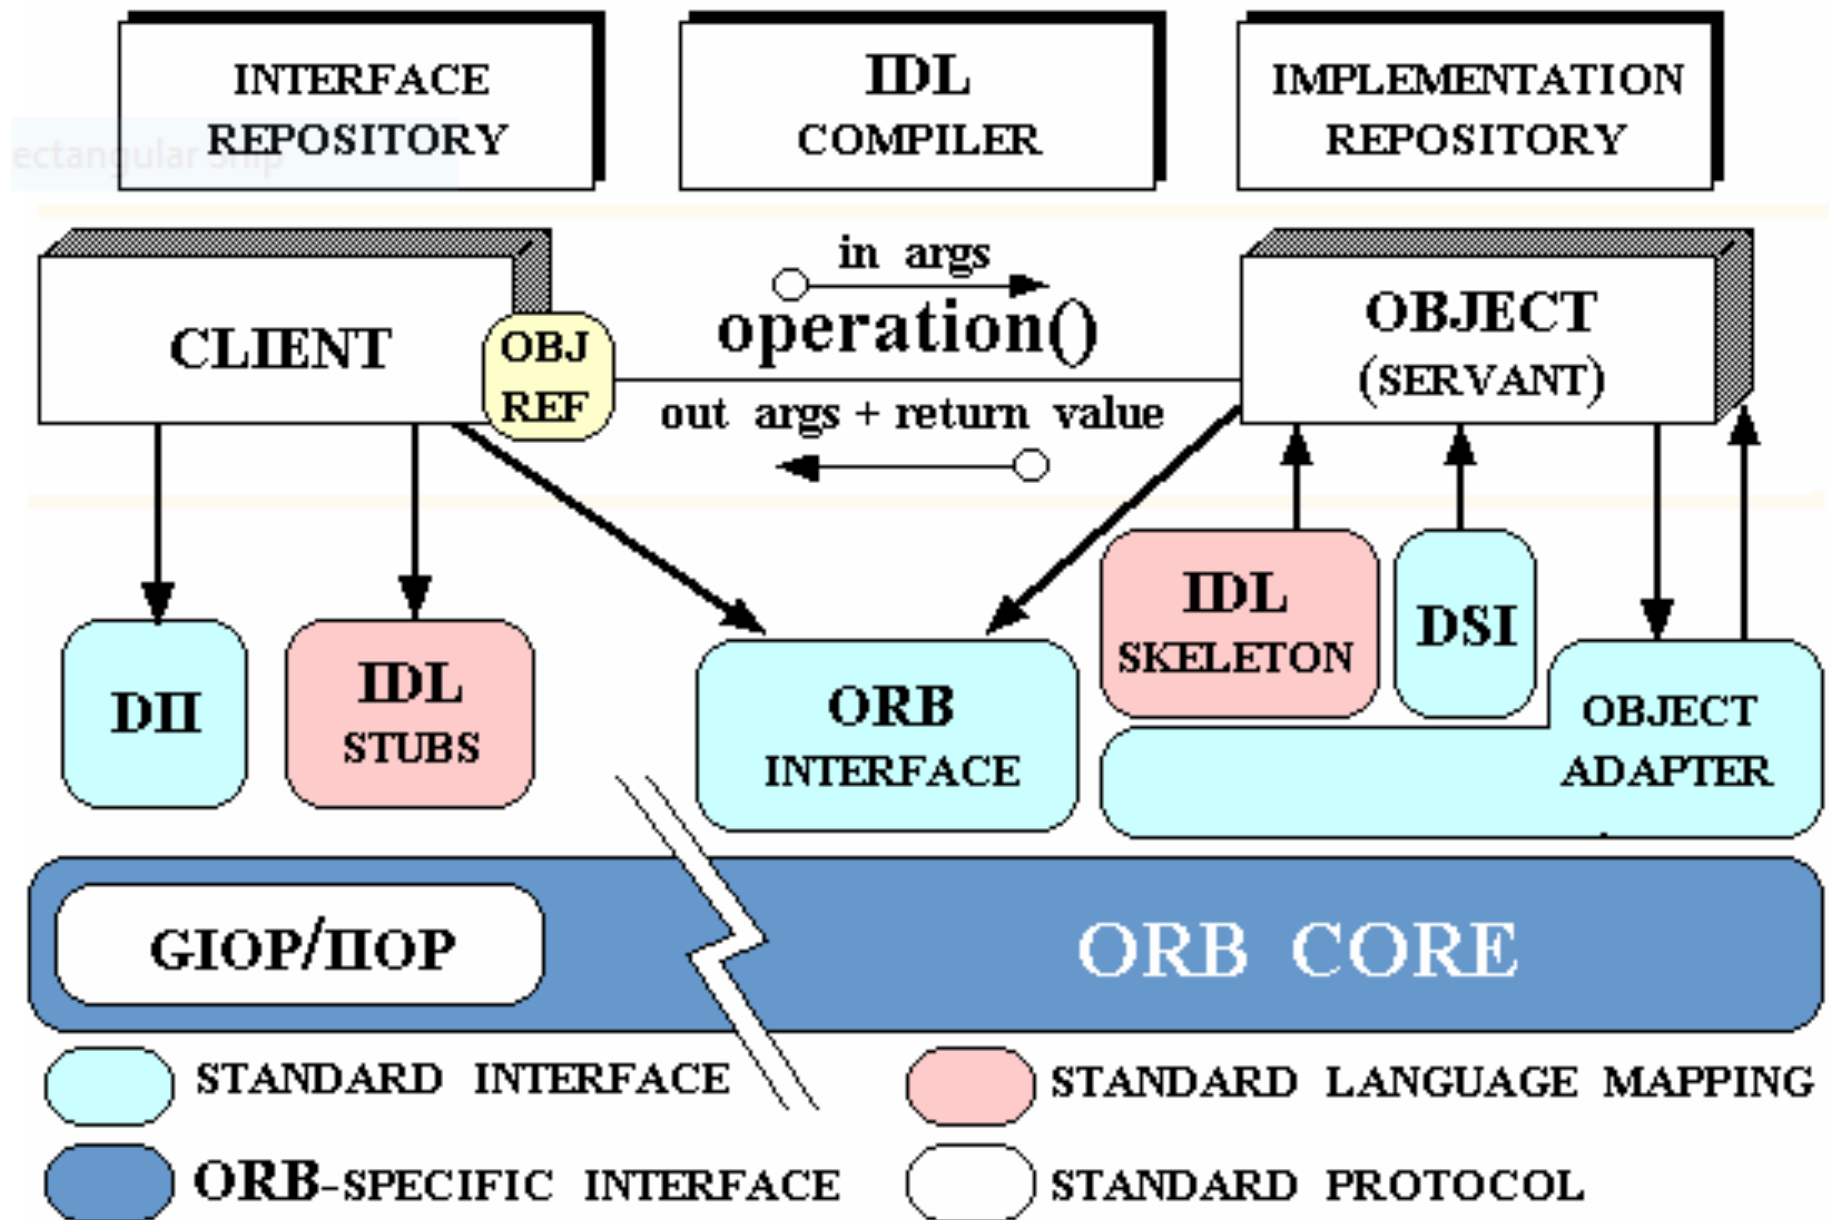 INTERFACE
REPOSITORY
IDL
COMPILER
IMPLEMENTATION
REPOSITORY
ectangular Snip
CLIENT
OBJ
REF
in args
operation()
out args + return value
OBJECT
(SERVANT)
DII
IDL
STUBS
ORB
INTERFACE
IDL
SKELETON
DSI
OBJECT
ADAPTER
GIOP/IIOP
ORB CORE
STANDARD INTERFACE
STANDARD LANGUAGE MAPPING
ORB-SPECIFIC INTERFACE
STANDARD PROTOCOL